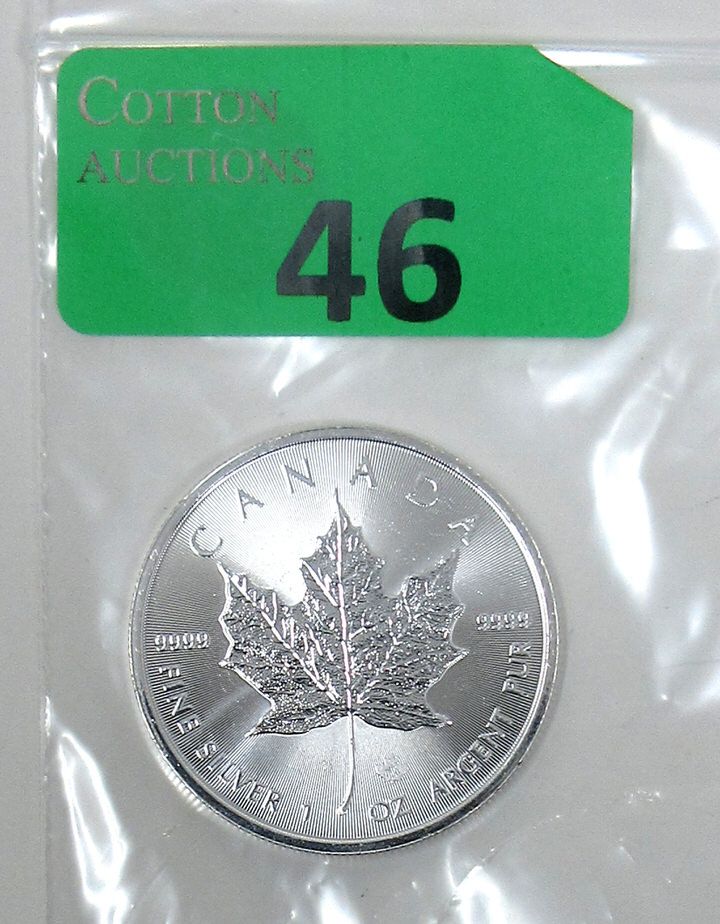 COTTON
AUCTIONS
46
CANADA
9999
9999
FINE SILVER 1 OZ ARGENT PUR